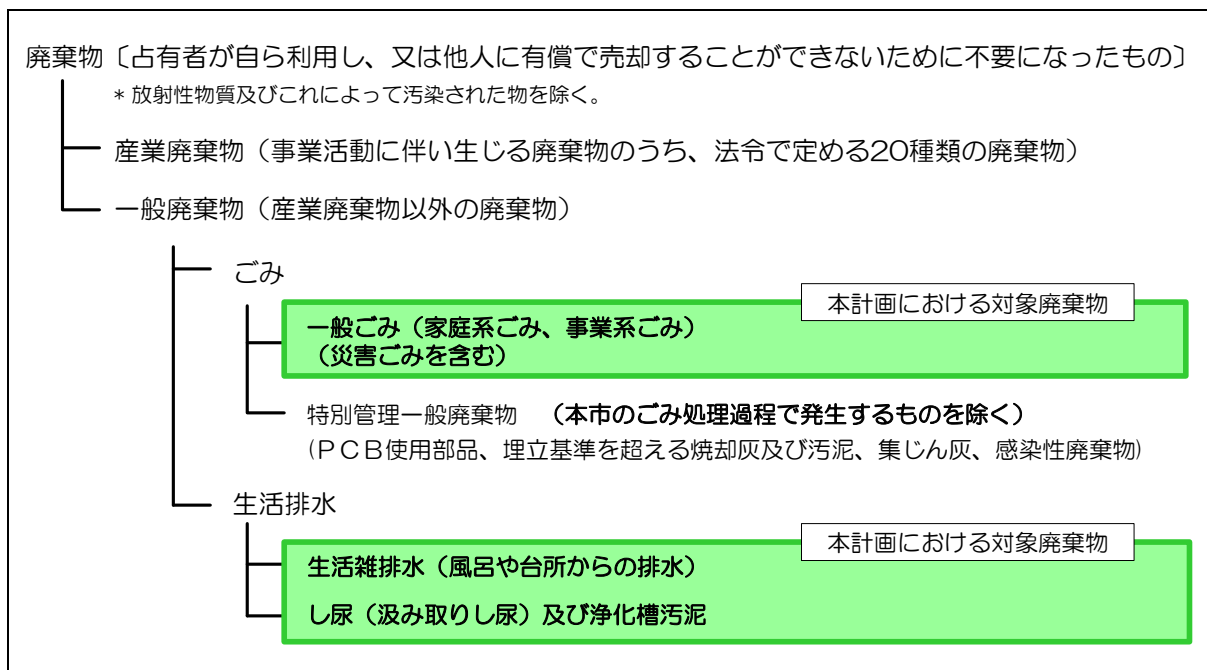 廃棄物〔占有者が自ら利用し、又は他人に有償で売却することができないために不要になったもの〕
* 放射性物質及びこれによって汚染された物を除く。
産業廃棄物（事業活動に伴い生じる廃棄物のうち、法令で定める20種類の廃棄物）
一般廃棄物（産業廃棄物以外の廃棄物）
ごみ
本計画における対象廃棄物
一般ごみ（家庭系ごみ、事業系ごみ）
（災害ごみを含む）
特別管理一般廃棄物　（本市のごみ処理過程で発生するものを除く）
(ＰＣＢ使用部品、埋立基準を超える焼却灰及び汚泥、集じん灰、感染性廃棄物)
生活排水
本計画における対象廃棄物
生活雑排水（風呂や台所からの排水）
し尿（汲み取りし尿）及び浄化槽汚泥